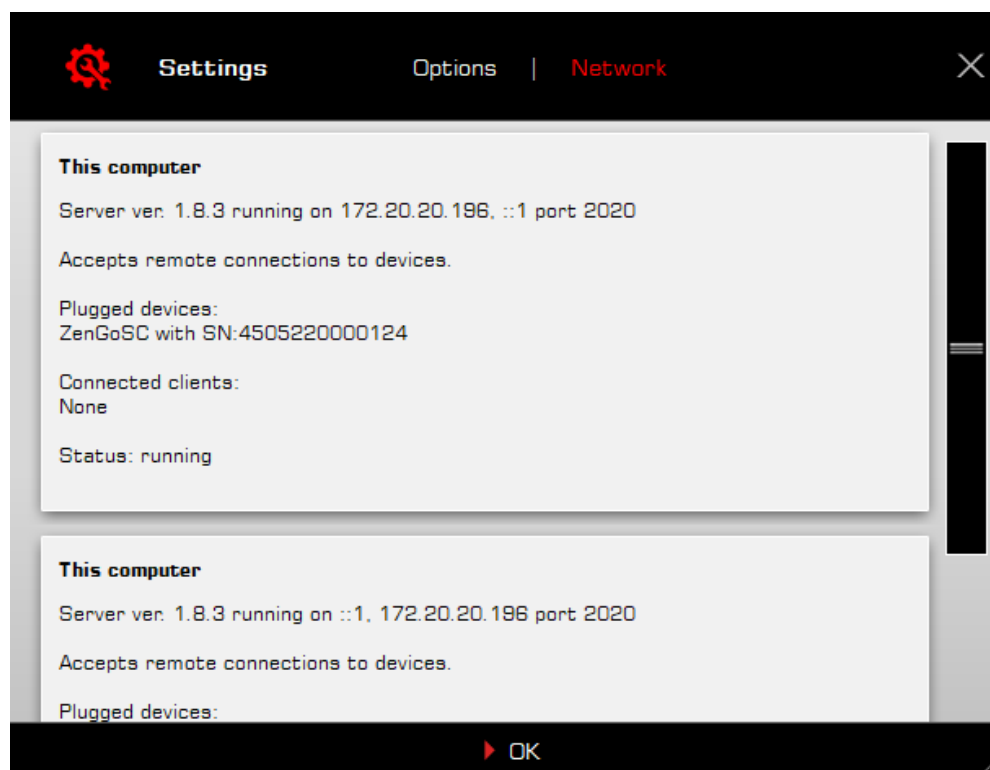 Settings
Options | Network
This computer
Server ver. 1.8.3 running on 172.20.20.196, ::1 port 2020
Accepts remote connections to devices.
Plugged devices:
ZenGoSC with SN:4505220000124
Connected clients:
None
Status: running
This computer
Server ver. 1.8.3 running on ::1, 172.20.20.196 port 2020
Accepts remote connections to devices.
Plugged devices:
OK